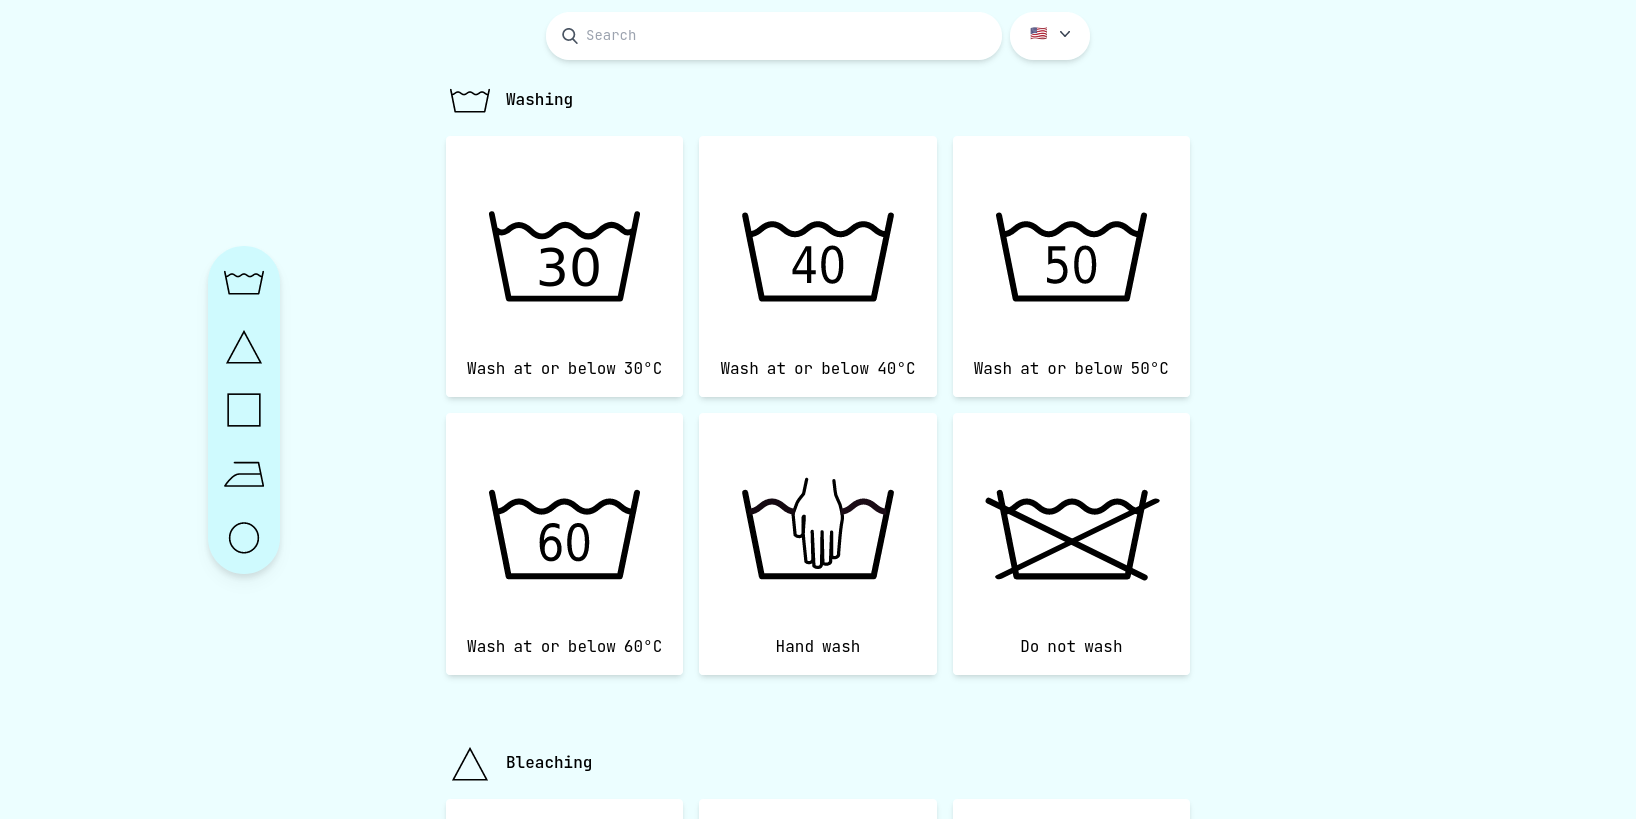 Search
Washing
30
40
50
Wash at or below 30°C
Wash at or below 40°C
Wash at or below 50°C
60
Wash at or below 60°C
Hand wash
Do not wash
Bleaching